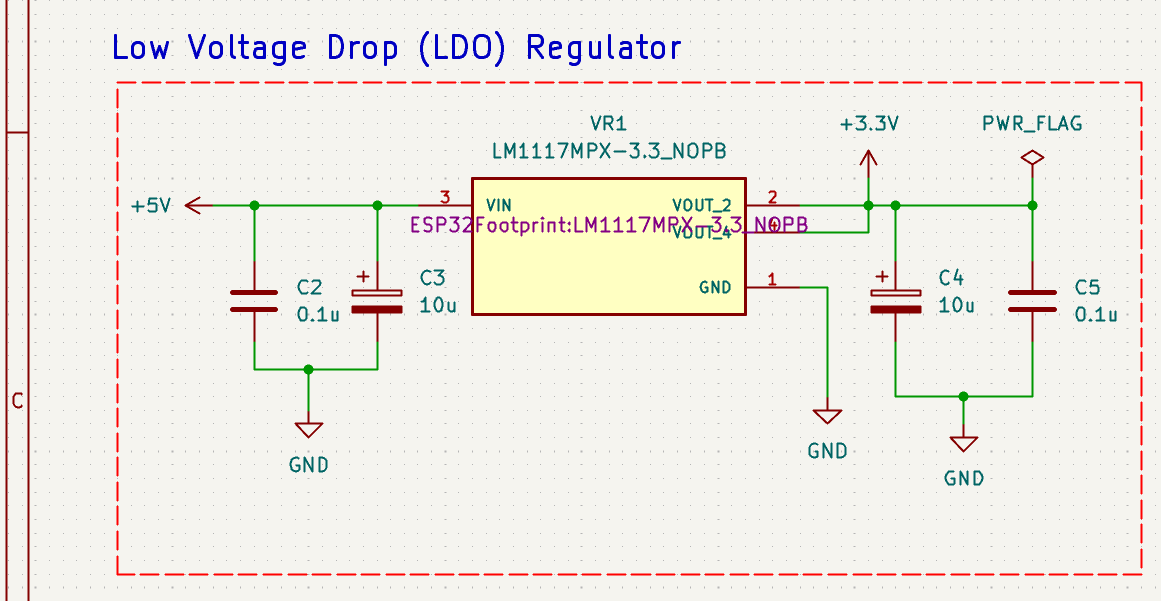 Low Voltage Drop (LDO) Regulator
VR1
LM1117MPX-3.3_NOPB
+3.3V
PWR_FLAG
+5V
3
VIN
VOUT_2
2
ESP32Footprint:LM1117MPX-3.3_NOPB
VOUT_4
4
GND
1
C2
0.1u
+
C3
10u
+
C4
10u
C5
0.1u
C
GND
GND
GND